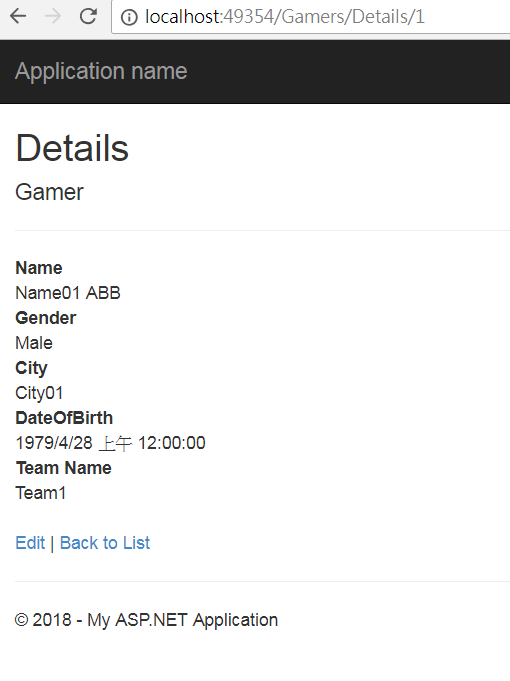 localhost:49354/Gamers/Details/1
Application name
Details
Gamer
Name
Name01 ABB
Gender
Male
City
City01
DateOfBirth
1979/4/28 上午 12:00:00
Team Name
Team1
Edit | Back to List
© 2018 - My ASP.NET Application